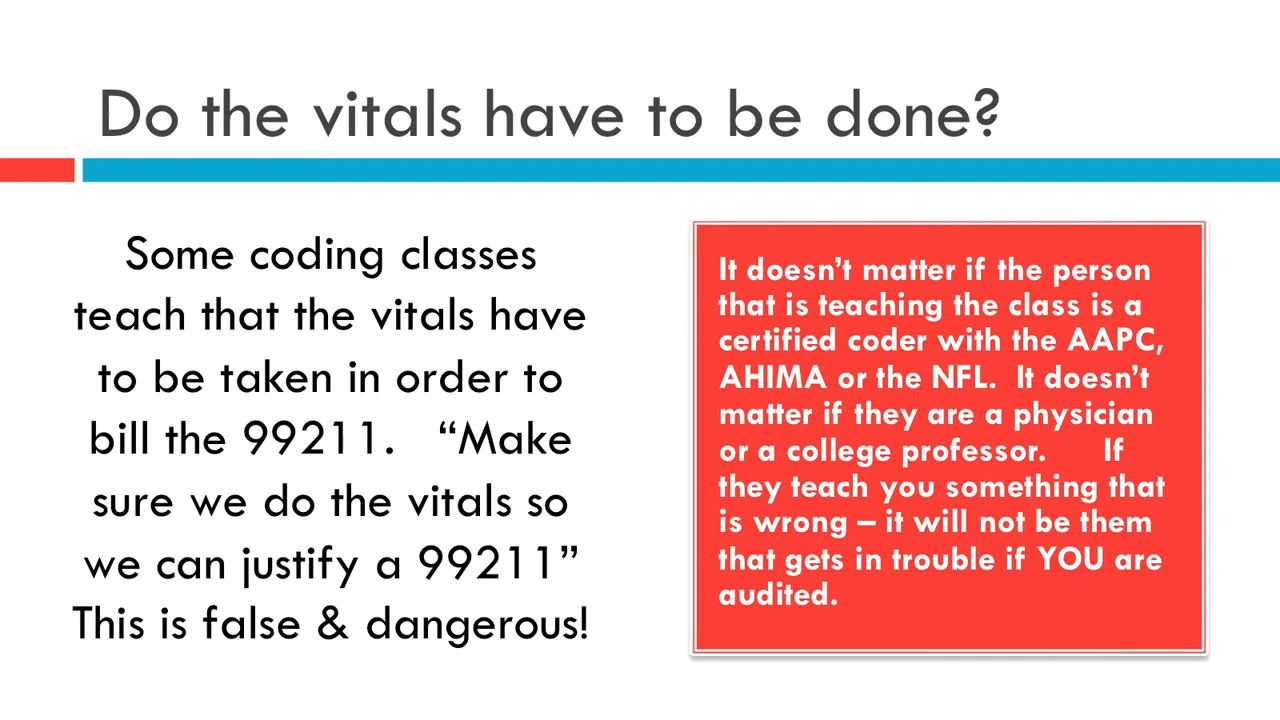 Do the vitals have to be done?
Some coding classes
teach that the vitals have
to be taken in order to
bill the 99211.   “Make
sure we do the vitals so
we can justify a 99211”
This is false & dangerous!
It doesn’t matter if the person
that is teaching the class is a
certified coder with the AAPC,
AHIMA or the NFL.  It doesn’t
matter if they are a physician
or a college professor.      If
they teach you something that
is wrong – it will not be them
that gets in trouble if YOU are
audited.